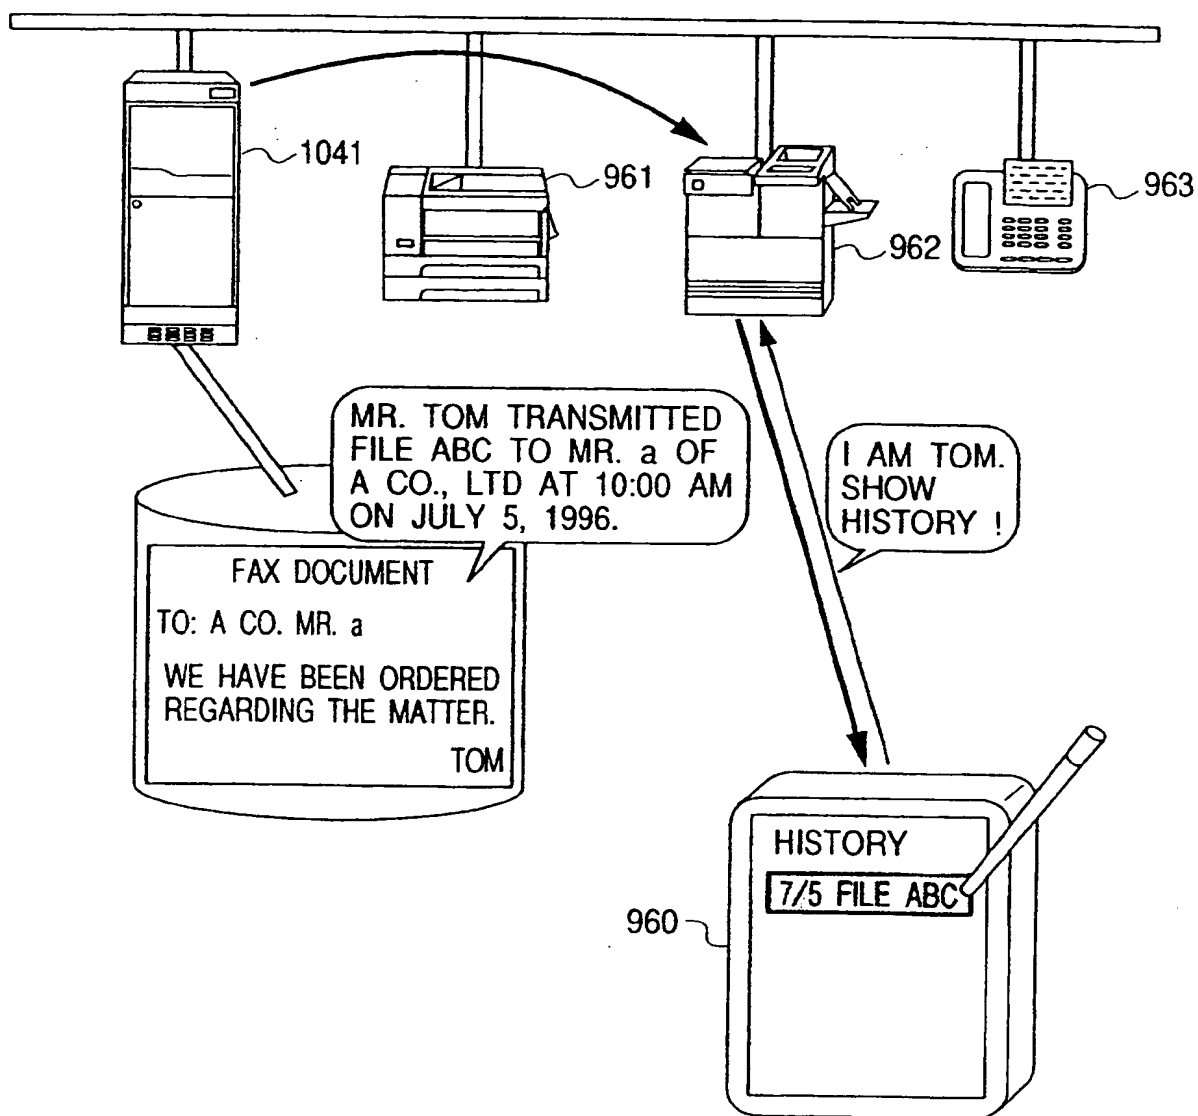 1041
961
962
963
MR. TOM TRANSMITTED
FILE ABC TO MR. a OF
A CO., LTD AT 10:00 AM
ON JULY 5, 1996.
I AM TOM.
SHOW
HISTORY !
FAX DOCUMENT
TO: A CO. MR. a
WE HAVE BEEN ORDERED
REGARDING THE MATTER.
TOM
HISTORY
7/5 FILE ABC
960